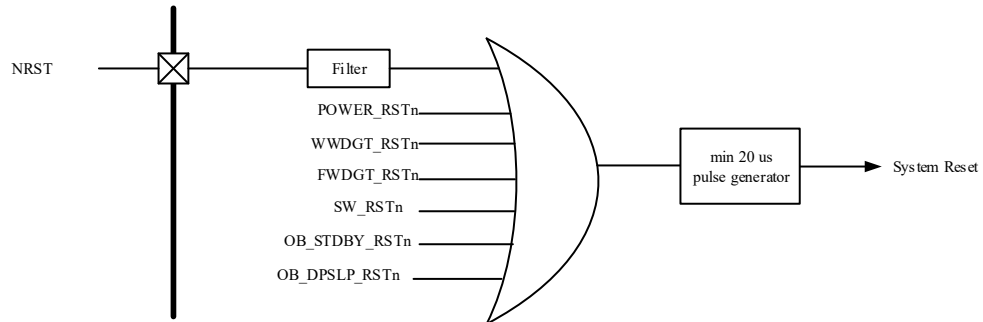 NRST
Filter
POWER_RSTn
WWDGT_RSTn
FWDGT_RSTn
SW_RSTn
OB_STDBY_RSTn
OB_DPSLP_RSTn
min 20 us
pulse generator
System Reset